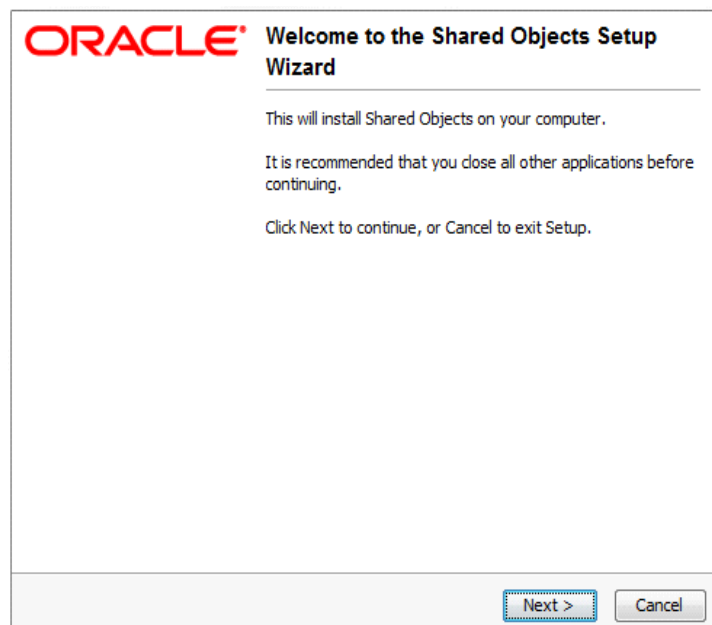 ORACLE
Welcome to the Shared Objects Setup
Wizard
This will install Shared Objects on your computer.
It is recommended that you close all other applications before
continuing.
Click Next to continue, or Cancel to exit Setup.
Next >
Cancel